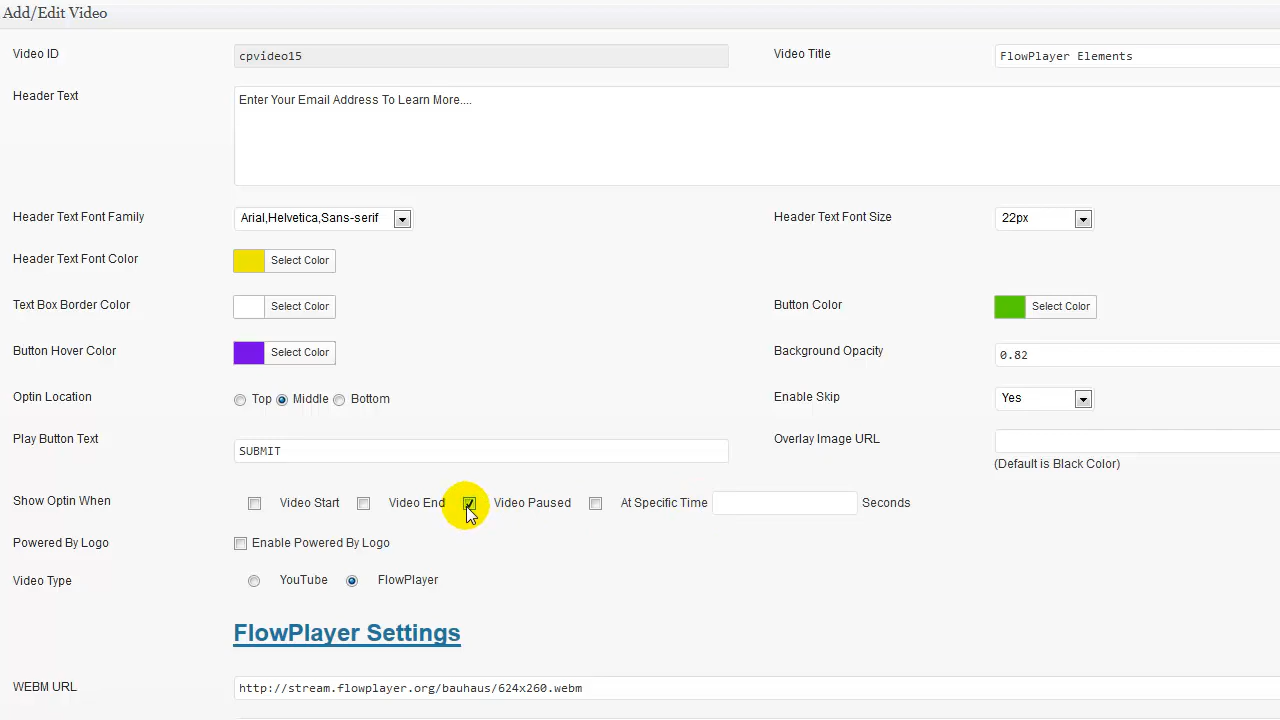 Add/Edit Video
Video ID cpvideo15 Video Title FlowPlayer Elements
Header Text Enter Your Email Address To Learn More....
Header Text Font Family Arial,Helvetica,Sans-serif Header Text Font Size 22px
Header Text Font Color Select Color
Text Box Border Color Select Color Button Color Select Color
Button Hover Color Select Color Background Opacity 0.82
Optin Location Top Middle Bottom Enable Skip Yes
Play Button Text SUBMIT Overlay Image URL
(Default is Black Color)
Show Optin When Video Start Video End Video Paused At Specific Time Seconds
Powered By Logo Enable Powered By Logo
Video Type YouTube FlowPlayer
FlowPlayer Settings
WEBM URL http://stream.flowplayer.org/bauhaus/624x260.webm